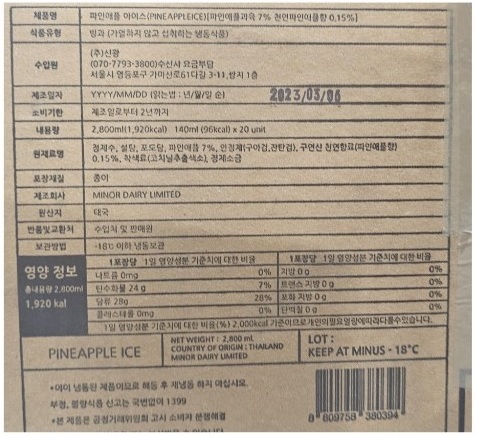 제품명 파인애플 아이스(PINEAPPLEICE)[파인애플과육 7% 천연파인애플향 0.15%]
식품유형 빙과 (가열하지 않고 섭취하는 냉동식품)
수입원 (주)신광
(070-7793-3800)수신사 요금부담
서울시 영등포구 가마산로61다길 3-11,반지 1층
제조일자 YYYY/MM/DD (읽는법 : 년/월/일 순) 2023/03/06
소비기한 제조일로부터 2년까지
내용량 2,800ml(1,920kcal) 140ml (96kcal) x 20 unit
원재료명 정제수, 설탕, 포도당, 파인애플 7%, 안정제(구아검,잔탄검), 구연산 천연향료(파인애플향)
0.15%, 착색료(고치닐추출색소), 정제소금
포장재질 종이
제조회사 MINOR DAIRY LIMITED
원산지 태국
반품및교환처 수입처 및 판매원
보관방법 -18℃ 이하 냉동보관
영양 정보
총내용량 2,800ml
1,920 kal
1포장당 1일 영양성분 기준치에 대한 비율 1포장당 1일 영양성분 기준치에 대한 비율
나트륨 0mg 0% 지방 0 g 0%
탄수화물 24 g 7% 트랜스 지방 0 g 0%
당류 28g 28% 포화 지방 0 g 0%
콜레스테롤 0mg 0% 단백질 0 g 0%
1일 영양성분 기준치에 대한 비율(%) 2,000kcal 기준이므로개인의필요열량에따라다를수있습니다.
PINEAPPLE ICE
NET WEIGHT : 2,800 ml,
COUNTRY OF ORIGIN : THAILAND
MINOR DAIRY LIMITED
LOT :
KEEP AT MINUS - 18°C
•이미 냉동된 제품이므로 해동 후 재냉동 하지 마십시오.
부정, 불량식품 신고는 국번없이 1399
•본 제품은 공정거래위원회 고시 소비자 분쟁해결
8 809758 380394